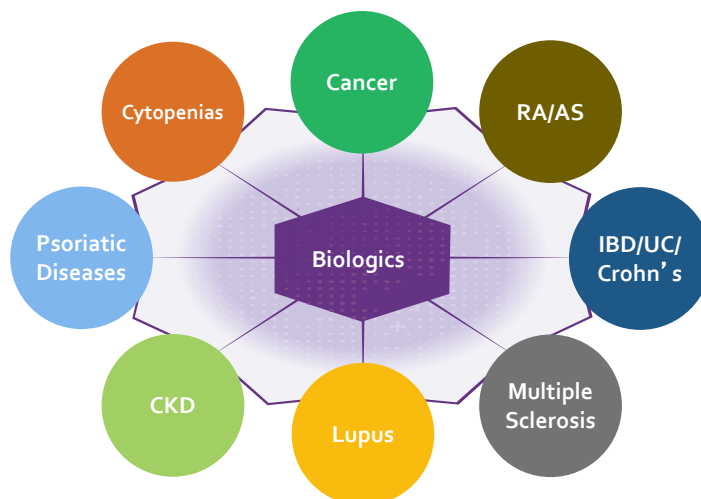 Cancer
RA/AS
IBD/UC/
Crohn's
Multiple
Sclerosis
Lupus
CKD
Psoriatic
Diseases
Cytopenias
Biologics